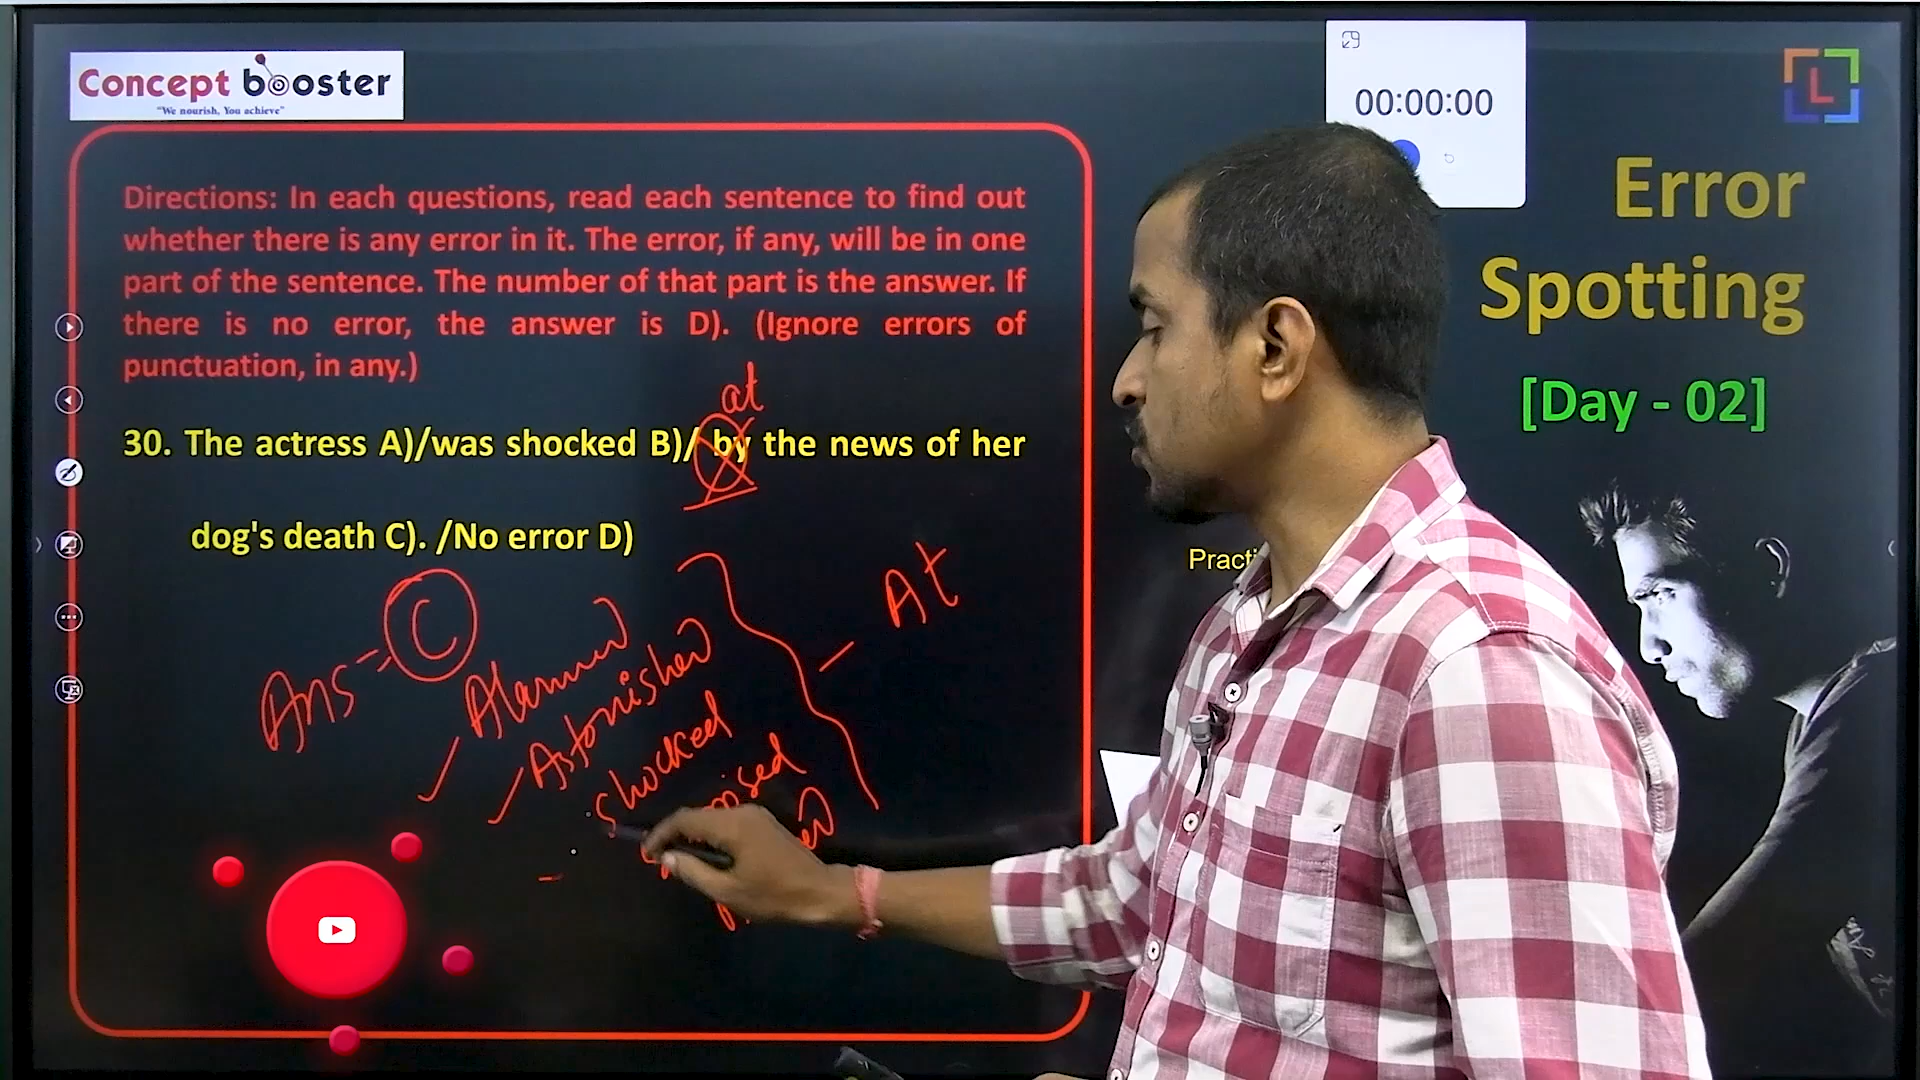 Concept booster
"We nourish, You achieve"
00:00:00
L
Error
Spotting
[Day - 02]
Directions: In each questions, read each sentence to find out
whether there is any error in it. The error, if any, will be in one
part of the sentence. The number of that part is the answer. If
there is no error, the answer is D). (Ignore errors of
punctuation, in any.)
at
30. The actress A)/was shocked B)/ by the news of her
dog's death C). /No error D)
Practi
Ans = C
Alarmed
Astonished
Shocked
At